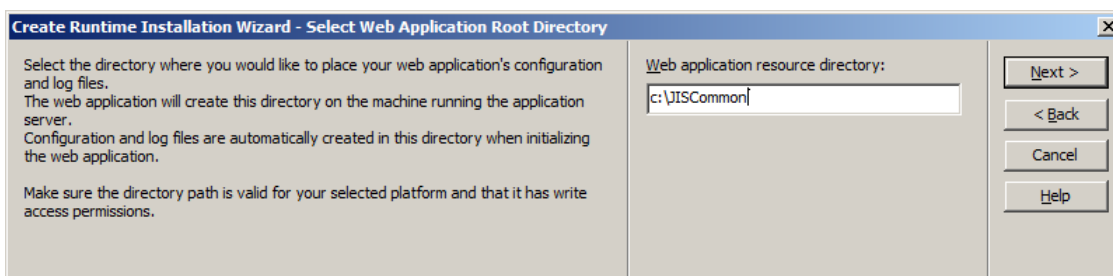 Create Runtime Installation Wizard - Select Web Application Root Directory
Select the directory where you would like to place your web application's configuration
and log files.
The web application will create this directory on the machine running the application
server.
Configuration and log files are automatically created in this directory when initializing
the web application.
Make sure the directory path is valid for your selected platform and that it has write
access permissions.
Web application resource directory:
c:\JISCommon
Next >
< Back
Cancel
Help